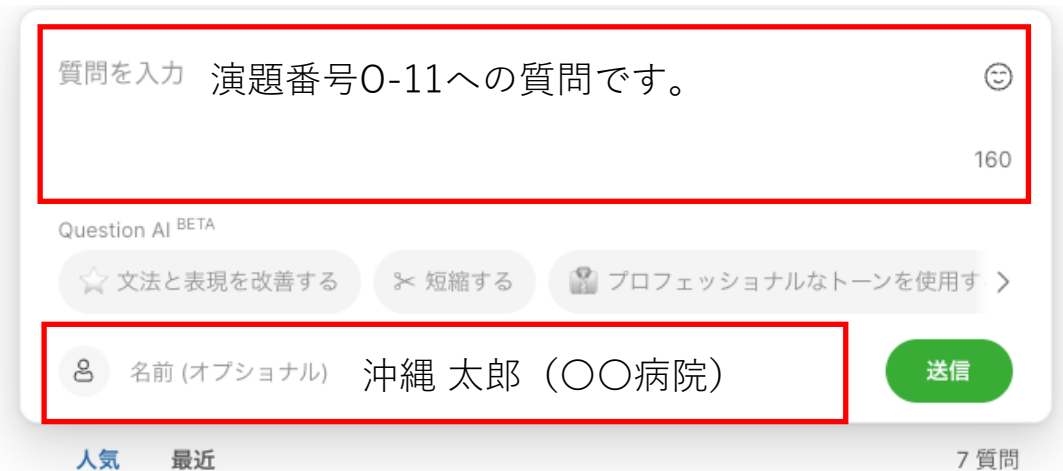 質問を入力 演題番号O-11への質問です。
160
Question AI BETA
文法と表現を改善する 短縮する プロフェッショナルなトーンを使用す
名前 (オプショナル) 沖縄 太郎（〇〇病院） 送信
人気 最近 7 質問